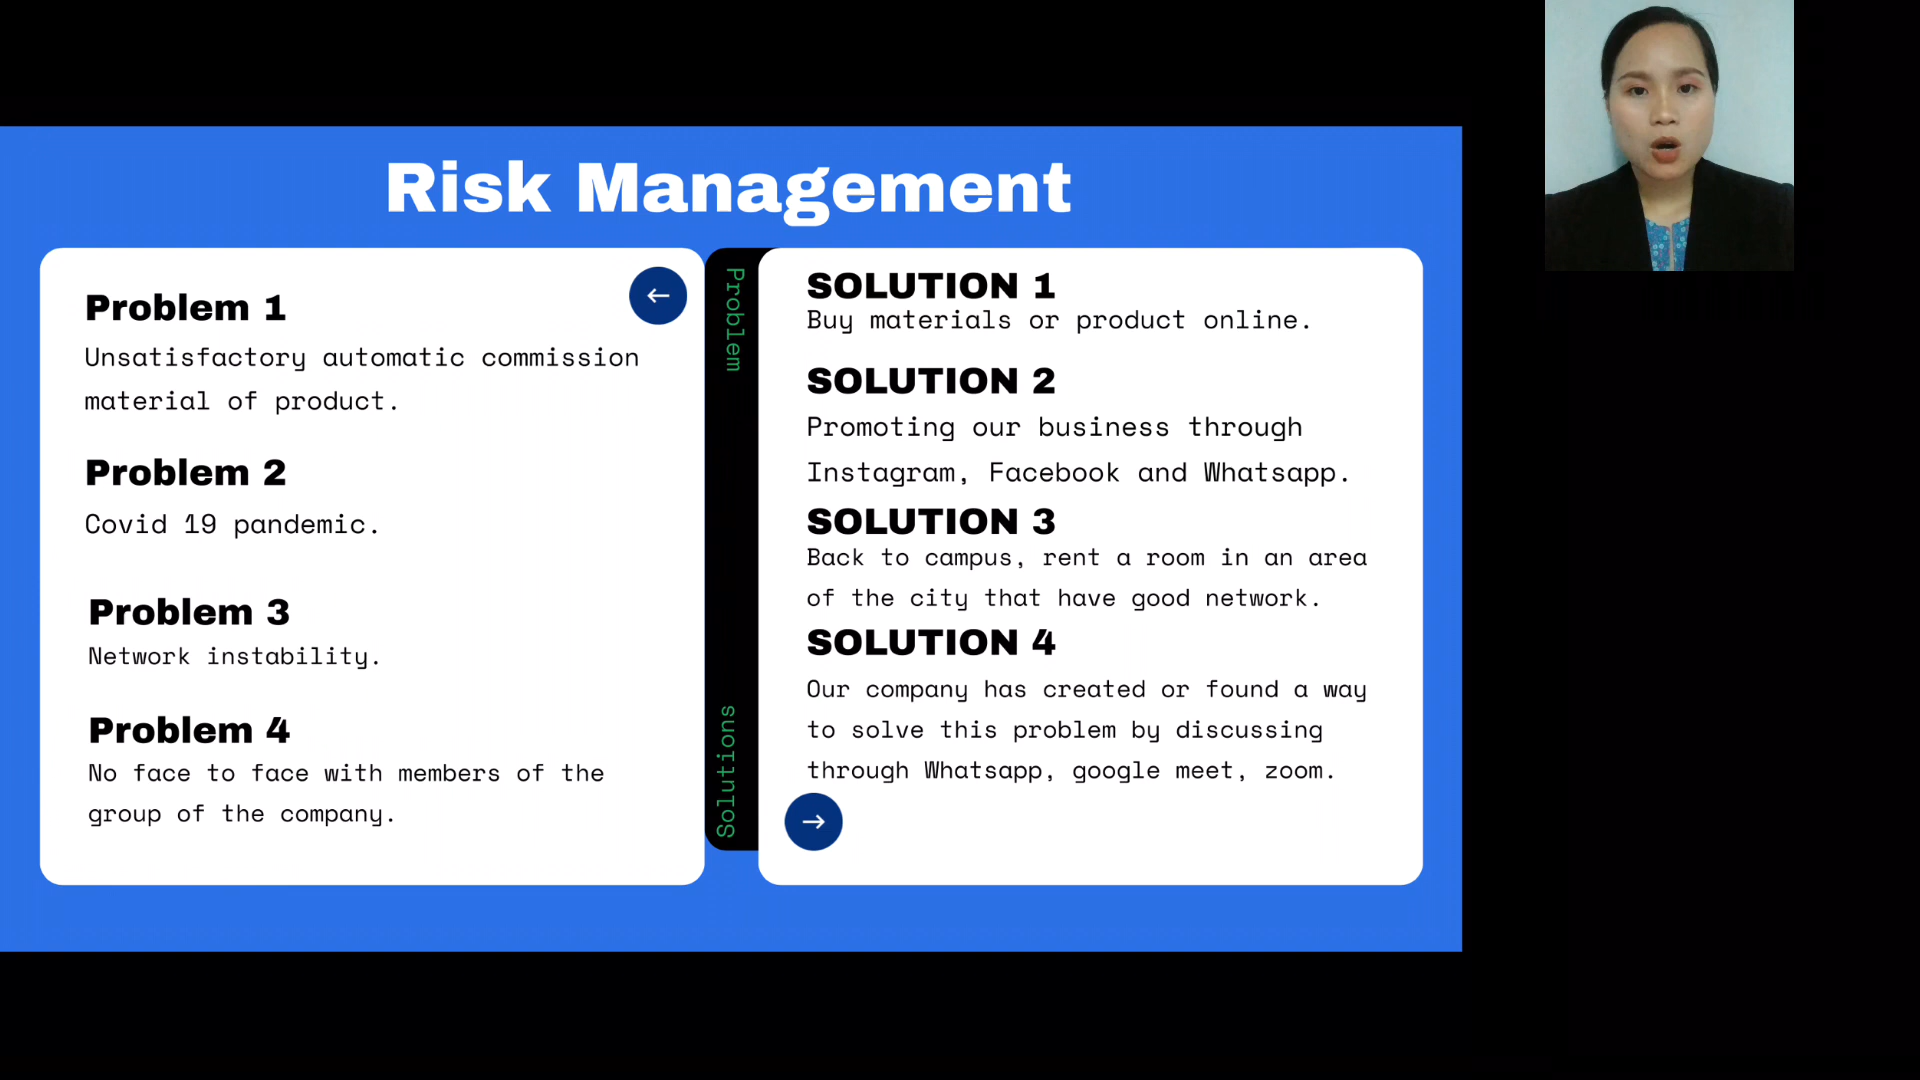 Risk Management
Problem 1
Unsatisfactory automatic commission
material of product.
Problem 2
Covid 19 pandemic.
Problem 3
Network instability.
Problem 4
No face to face with members of the
group of the company.
Problem
Solutions
SOLUTION 1
Buy materials or product online.
SOLUTION 2
Promoting our business through
Instagram, Facebook and Whatsapp.
SOLUTION 3
Back to campus, rent a room in an area
of the city that have good network.
SOLUTION 4
Our company has created or found a way
to solve this problem by discussing
through Whatsapp, google meet, zoom.